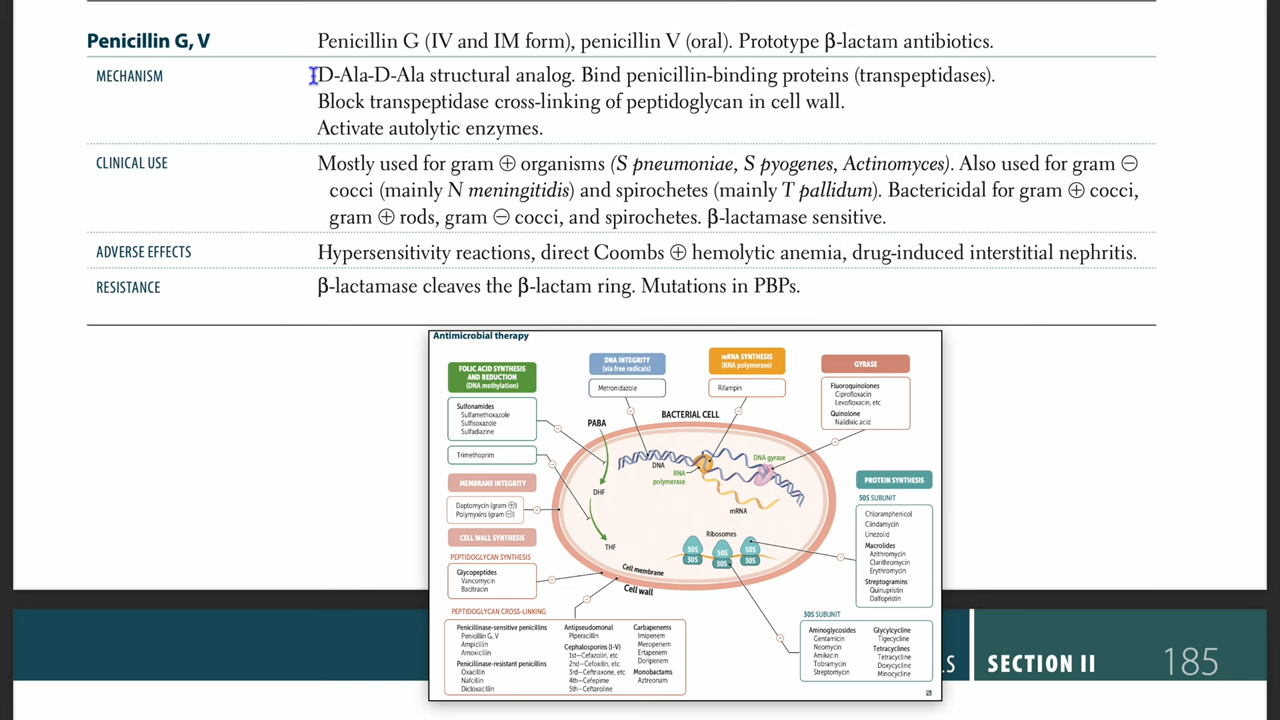 Penicillin G, V
Penicillin G (IV and IM form), penicillin V (oral). Prototype β-lactam antibiotics.
MECHANISM
D-Ala-D-Ala structural analog. Bind penicillin-binding proteins (transpeptidases).
Block transpeptidase cross-linking of peptidoglycan in cell wall.
Activate autolytic enzymes.
CLINICAL USE
Mostly used for gram ⊕ organisms (S pneumoniae, S pyogenes, Actinomyces). Also used for gram ⊖
cocci (mainly N meningitidis) and spirochetes (mainly T pallidum). Bactericidal for gram ⊕ cocci,
gram ⊕ rods, gram ⊖ cocci, and spirochetes. β-lactamase sensitive.
ADVERSE EFFECTS
Hypersensitivity reactions, direct Coombs ⊕ hemolytic anemia, drug-induced interstitial nephritis.
RESISTANCE
β-lactamase cleaves the β-lactam ring. Mutations in PBPs.
Antimicrobial therapy
FOLIC ACID SYNTHESIS
AND REDUCTION
(DNA methylation)
Sulfonamides
Sulfamethoxazole
Sulfisoxazole
Sulfadiazine
Trimethoprim
MEMBRANE INTEGRITY
Daptomycin (gram ⊕)
Polymyxins (gram ⊖)
CELL WALL SYNTHESIS
PEPTIDOGLYCAN SYNTHESIS
Glycopeptides
Vancomycin
Bacitracin
PEPTIDOGLYCAN CROSS-LINKING
Penicillinase-sensitive penicillins
Penicillin G, V
Ampicillin
Amoxicillin
Penicillinase-resistant penicillins
Oxacillin
Nafcillin
Dicloxacillin
Antipseudomonal
Piperacillin
Cephalosporins (I-V)
1st—Cefazolin, etc
2nd—Cefoxitin, etc
3rd—Ceftriaxone, etc
4th—Cefepime
5th—Ceftaroline
Carbapenems
Imipenem
Meropenem
Ertapenem
Doripenem
Monobactams
Aztreonam
DNA INTEGRITY
(via free radicals)
Metronidazole
mRNA SYNTHESIS
(RNA polymerase)
Rifampin
GYRASE
Fluoroquinolones
Ciprofloxacin
Levofloxacin, etc
Quinolone
Nalidixic acid
PABA
BACTERIAL CELL
DNA
RNA
polymerase
DNA gyrase
mRNA
DHF
THF
Ribosomes
50S
30S
50S
30S
50S
30S
Cell membrane
Cell wall
PROTEIN SYNTHESIS
50S SUBUNIT
Chloramphenicol
Clindamycin
Linezolid
Macrolides
Azithromycin
Clarithromycin
Erythromycin
Streptogramins
Quinupristin
Dalfopristin
30S SUBUNIT
Aminoglycosides
Gentamicin
Neomycin
Amikacin
Tobramycin
Streptomycin
Glycylcycline
Tigecycline
Tetracyclines
Tetracycline
Doxycycline
Minocycline
S
SECTION II
185